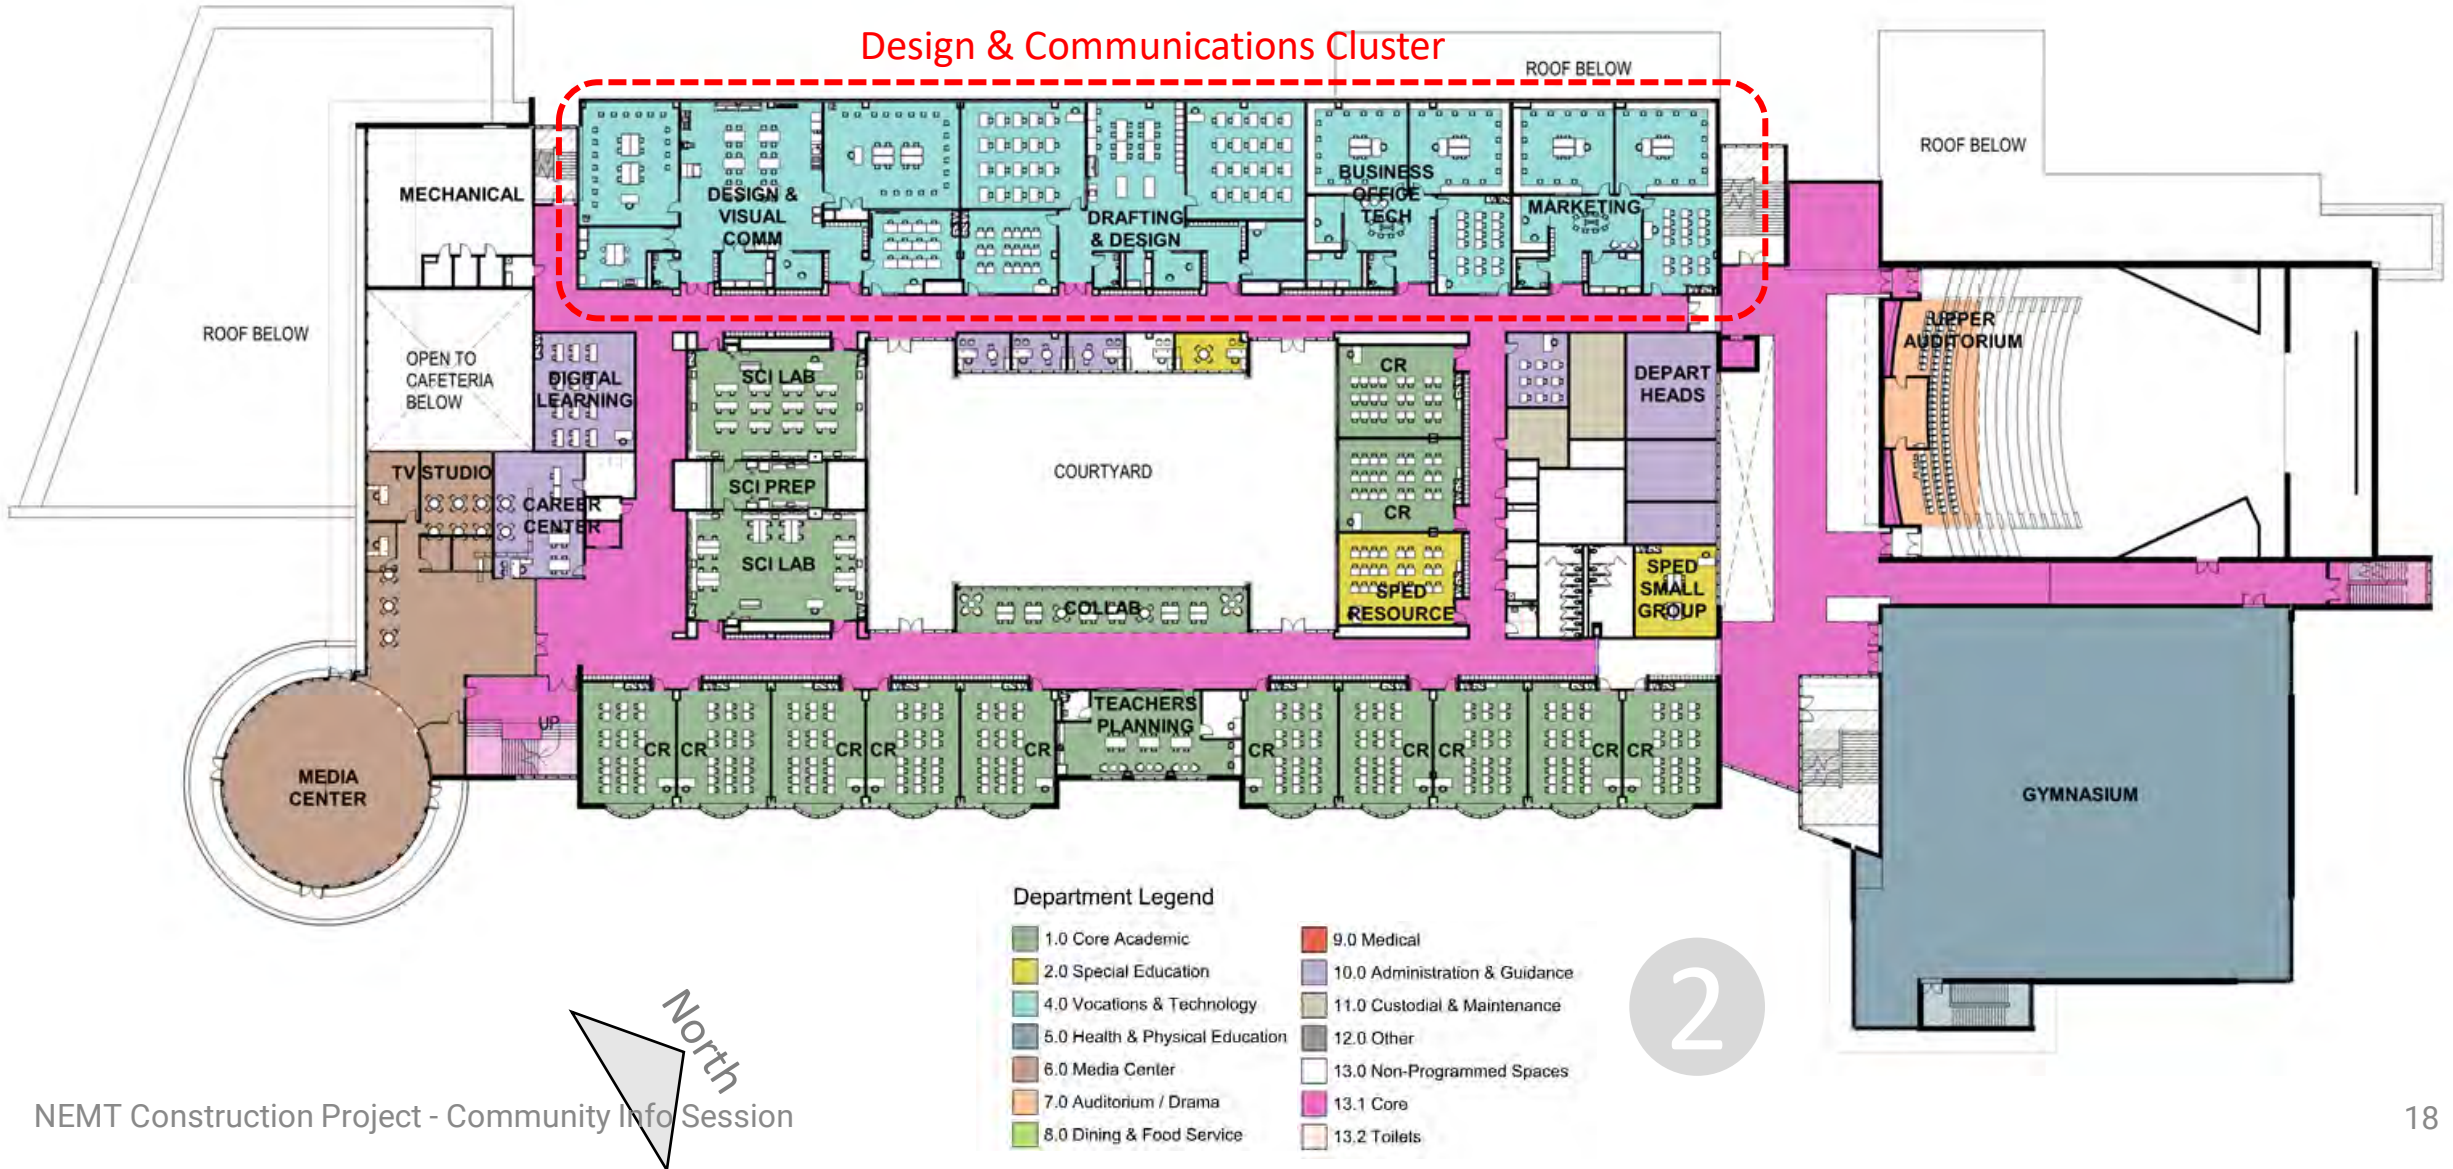 Design & Communications Cluster
ROOF BELOW
ROOF BELOW
MECHANICAL
DESIGN &
VISUAL
COMM
DRAFTING
& DESIGN
BUSINESS
OFFICE
TECH
MARKETING
ROOF BELOW
OPEN TO
CAFETERIA
BELOW
DIGITAL
LEARNING
SCI LAB
CR
DEPART
HEADS
UPPER
AUDITORIUM
TV STUDIO
CAREER
CENTER
SCI PREP
COURTYARD
CR
SCI LAB
COLLAB
SPED
RESOURCE
SPED
SMALL
GROUP
UP
TEACHERS
PLANNING
CR CR CR CR CR CR CR CR CR CR
MEDIA
CENTER
GYMNASIUM
Department Legend
1.0 Core Academic
2.0 Special Education
4.0 Vocations & Technology
5.0 Health & Physical Education
6.0 Media Center
7.0 Auditorium / Drama
8.0 Dining & Food Service
9.0 Medical
10.0 Administration & Guidance
11.0 Custodial & Maintenance
12.0 Other
13.0 Non-Programmed Spaces
13.1 Core
13.2 Toilets
2
North
NEMT Construction Project - Community Info Session
18